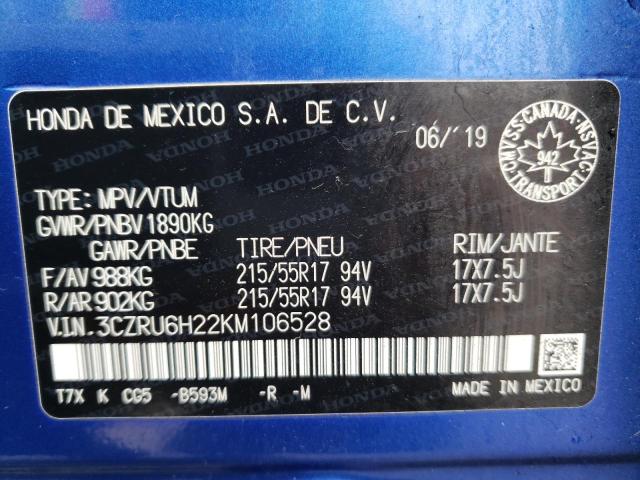 HONDA DE MEXICO S.A. DE C.V.
06/'19
CMVSS·CANADA·NSVAC
942
TRANSPORT
TYPE: MPV/VTUM
GVWR/PNBV 1890KG
GAWR/PNBE TIRE/PNEU RIM/JANTE
F/AV 988KG 215/55R17 94V 17X7.5J
R/AR 902KG 215/55R17 94V 17X7.5J
V.I.N. 3CZRU6H22KM106528
T7X K CG5 -B593M -R -M MADE IN MEXICO